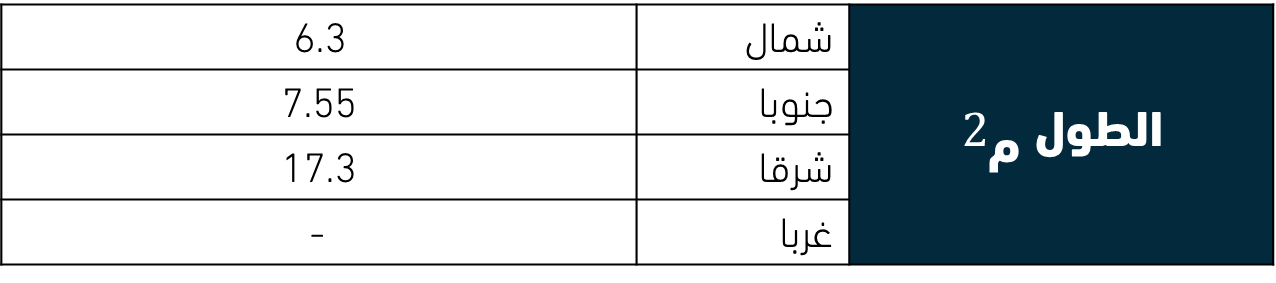 الطول م2
شمال 6.3
جنوبا 7.55
شرقا 17.3
غربا -